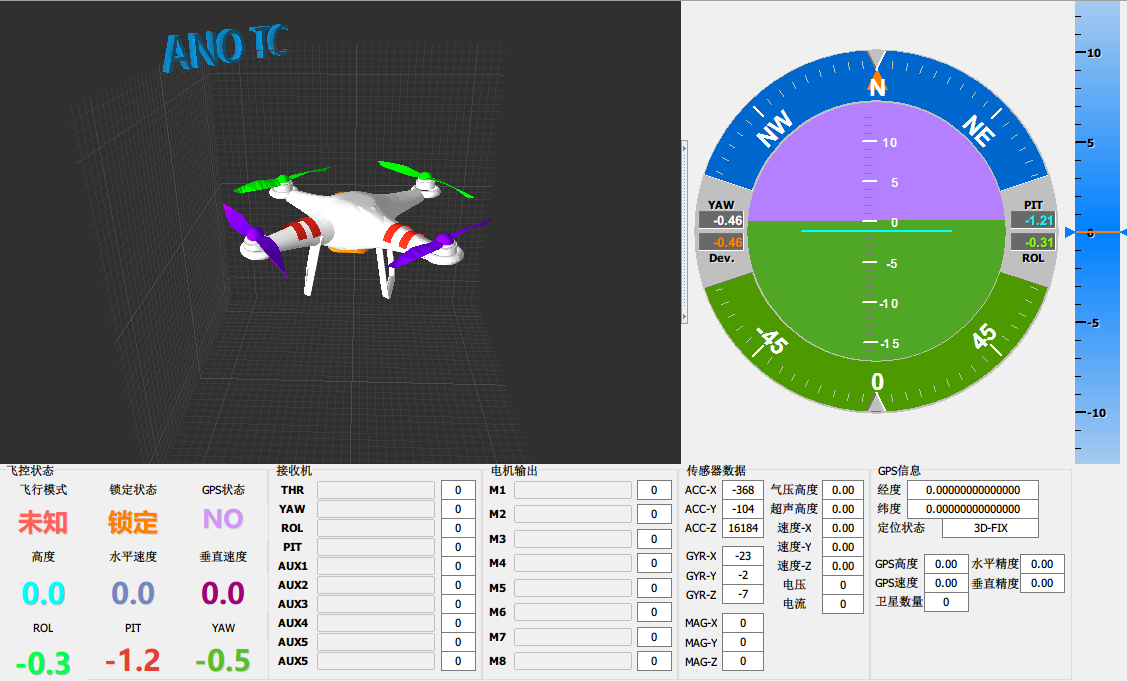 ANO TC
N
NW
NE
10
5
0
-5
-10
-15
YAW
-0.46
-0.46
Dev.
PIT
-1.21
-0.31
ROL
-45
0
45
10
5
0
-5
-10
飞控状态
飞行模式 锁定状态 GPS状态
未知 锁定 NO
高度 水平速度 垂直速度
0.0 0.0 0.0
ROL PIT YAW
-0.3 -1.2 -0.5
接收机
THR 0
YAW 0
ROL 0
PIT 0
AUX1 0
AUX2 0
AUX3 0
AUX4 0
AUX5 0
AUX5 0
电机输出
M1 0
M2 0
M3 0
M4 0
M5 0
M6 0
M7 0
M8 0
传感器数据
ACC-X -368
ACC-Y -104
ACC-Z 16184
GYR-X -23
GYR-Y -2
GYR-Z -7
MAG-X 0
MAG-Y 0
MAG-Z 0
气压高度 0.00
超声高度 0.00
速度-X 0.00
速度-Y 0.00
速度-Z 0.00
电压 0
电流 0
GPS信息
经度 0.00000000000000
纬度 0.00000000000000
定位状态 3D-FIX
GPS高度 0.00 水平精度 0.00
GPS速度 0.00 垂直精度 0.00
卫星数量 0